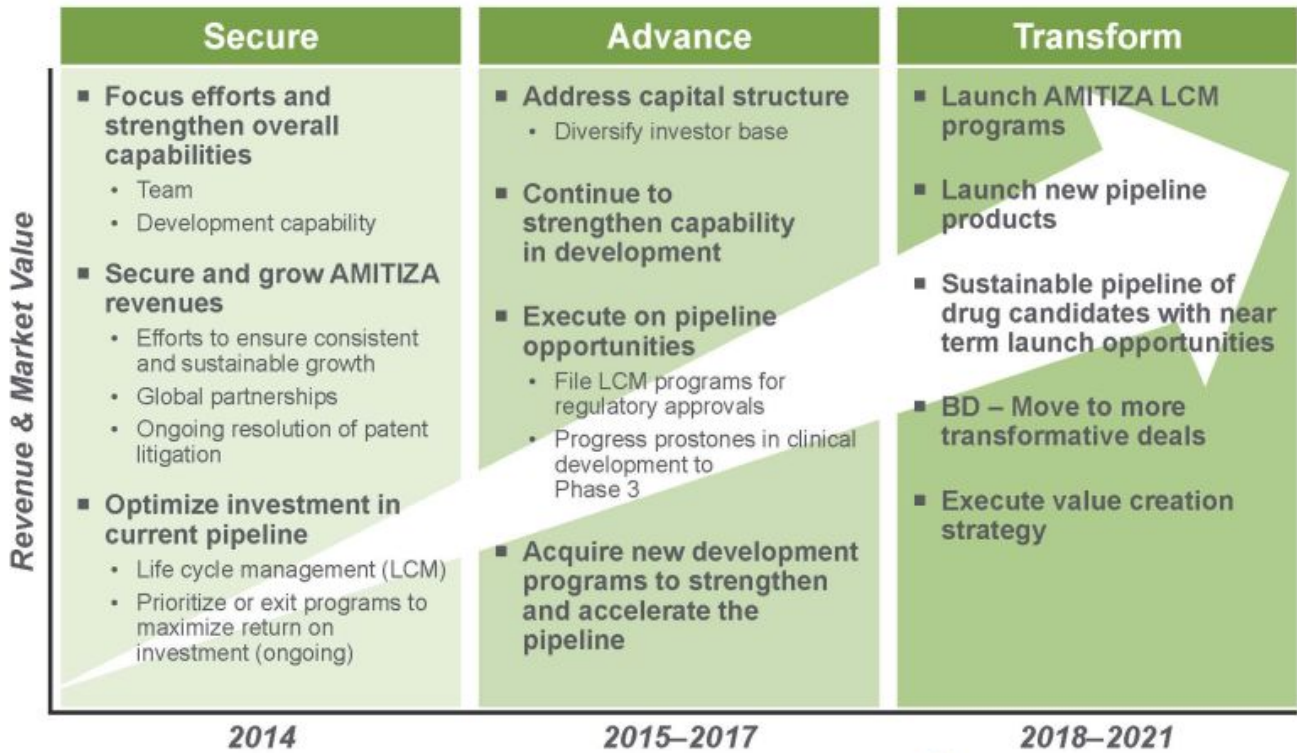 Secure
Advance
Transform
Revenue & Market Value
▪ Focus efforts and
strengthen overall
capabilities
• Team
• Development capability
▪ Secure and grow AMITIZA
revenues
• Efforts to ensure consistent
and sustainable growth
• Global partnerships
• Ongoing resolution of patent
litigation
▪ Optimize investment in
current pipeline
• Life cycle management (LCM)
• Prioritize or exit programs to
maximize return on
investment (ongoing)
▪ Address capital structure
• Diversify investor base
▪ Continue to
strengthen capability
in development
▪ Execute on pipeline
opportunities
• File LCM programs for
regulatory approvals
• Progress prostones in clinical
development to
Phase 3
▪ Acquire new development
programs to strengthen
and accelerate the
pipeline
▪ Launch AMITIZA LCM
programs
▪ Launch new pipeline
products
▪ Sustainable pipeline of
drug candidates with near
term launch opportunities
▪ BD – Move to more
transformative deals
▪ Execute value creation
strategy
2014
2015–2017
2018–2021